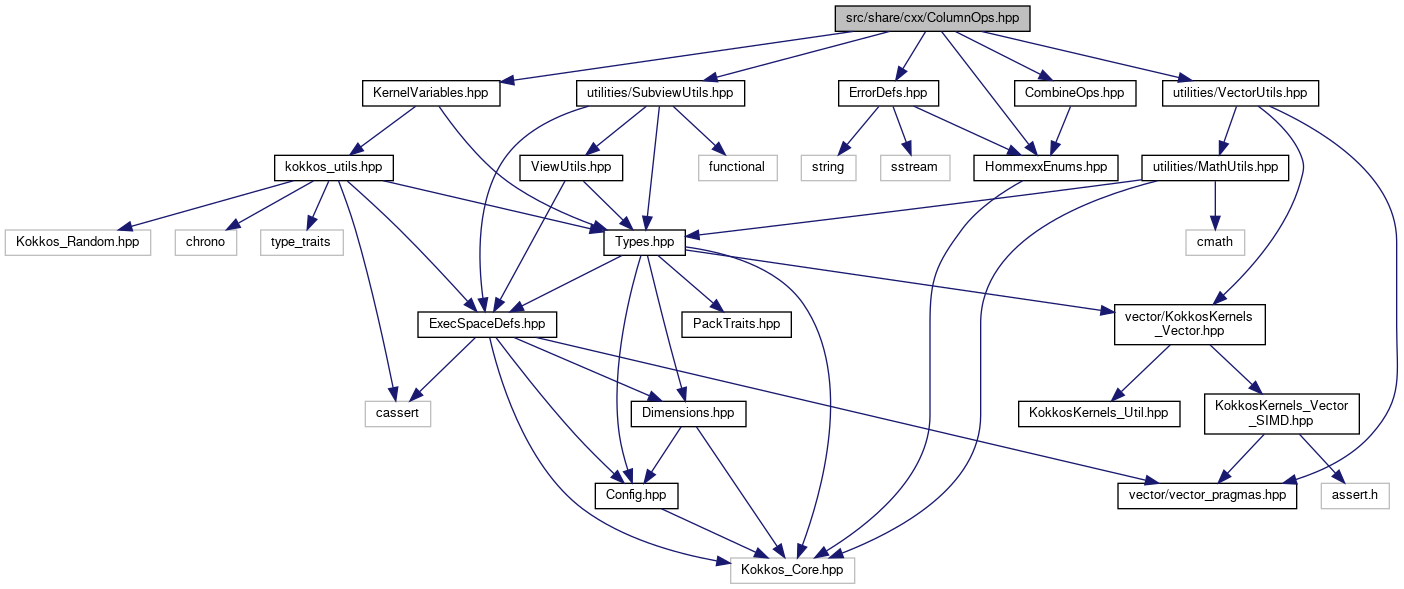 src/share/cxx/ColumnOps.hpp
KernelVariables.hpp
utilities/SubviewUtils.hpp
ErrorDefs.hpp
CombineOps.hpp
utilities/VectorUtils.hpp
kokkos_utils.hpp
ViewUtils.hpp
functional
string
sstream
HommexxEnums.hpp
utilities/MathUtils.hpp
Kokkos_Random.hpp
chrono
type_traits
Types.hpp
cmath
ExecSpaceDefs.hpp
PackTraits.hpp
vector/KokkosKernels
_Vector.hpp
cassert
Dimensions.hpp
KokkosKernels_Util.hpp
KokkosKernels_Vector
_SIMD.hpp
Config.hpp
vector/vector_pragmas.hpp
assert.h
Kokkos_Core.hpp